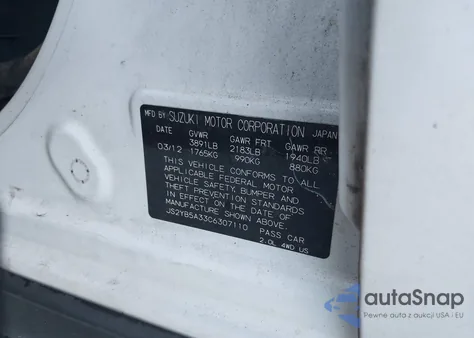 MFD BY SUZUKI MOTOR CORPORATION JAPAN
DATE GVWR GAWR FRT GAWR RR
03/12 3891LB 2183LB 1940LB
1765KG 990KG 880KG
THIS VEHICLE CONFORMS TO ALL
APPLICABLE FEDERAL MOTOR
VEHICLE SAFETY, BUMPER AND
THEFT PREVENTION STANDARDS
IN EFFECT ON THE DATE OF
MANUFACTURE SHOWN ABOVE.
JS2YB5A33C6307110 PASS CAR
2.0L 4WD US
autoSnap
Pewne auta z aukcji USA i EU